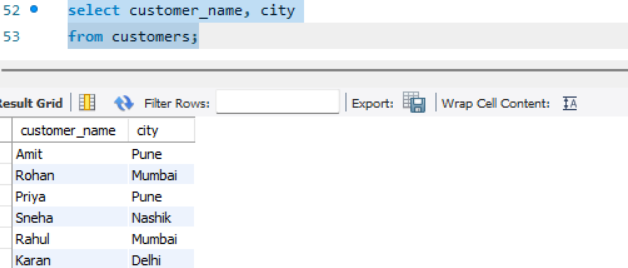 52 select customer_name, city
53 from customers;
Result Grid Filter Rows: Export: Wrap Cell Content: IA
customer_name city
Amit Pune
Rohan Mumbai
Priya Pune
Sneha Nashik
Rahul Mumbai
Karan Delhi